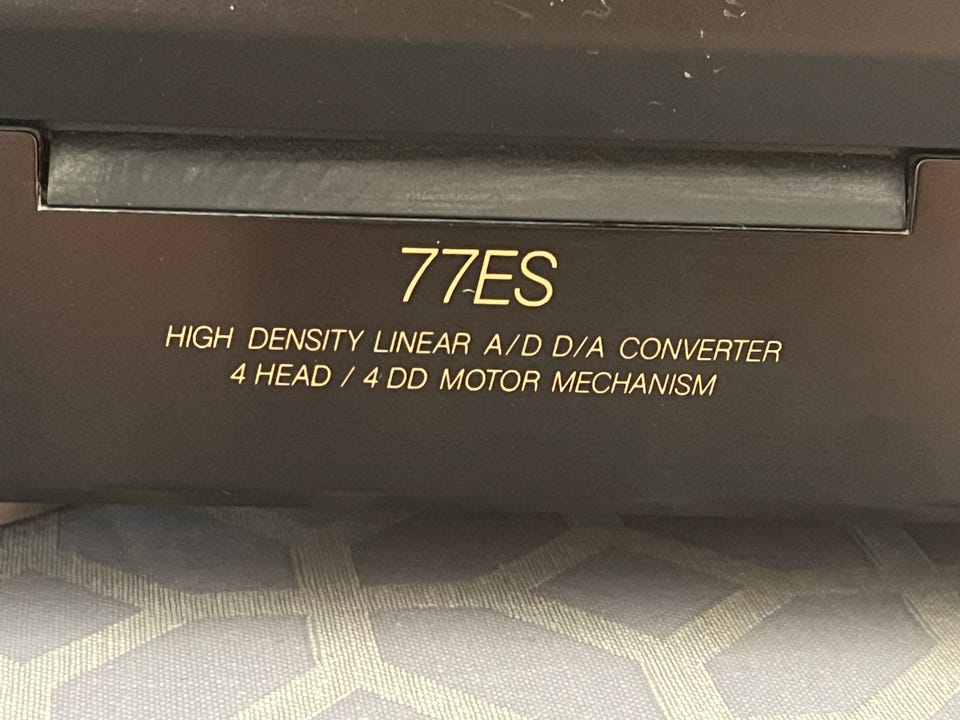 77ES
HIGH DENSITY LINEAR A/D D/A CONVERTER
4 HEAD / 4 DD MOTOR MECHANISM